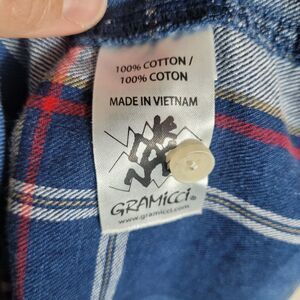 100% COTTON /
100% COTON
MADE IN VIETNAM
GRAMICCI®
www.gramicci.com